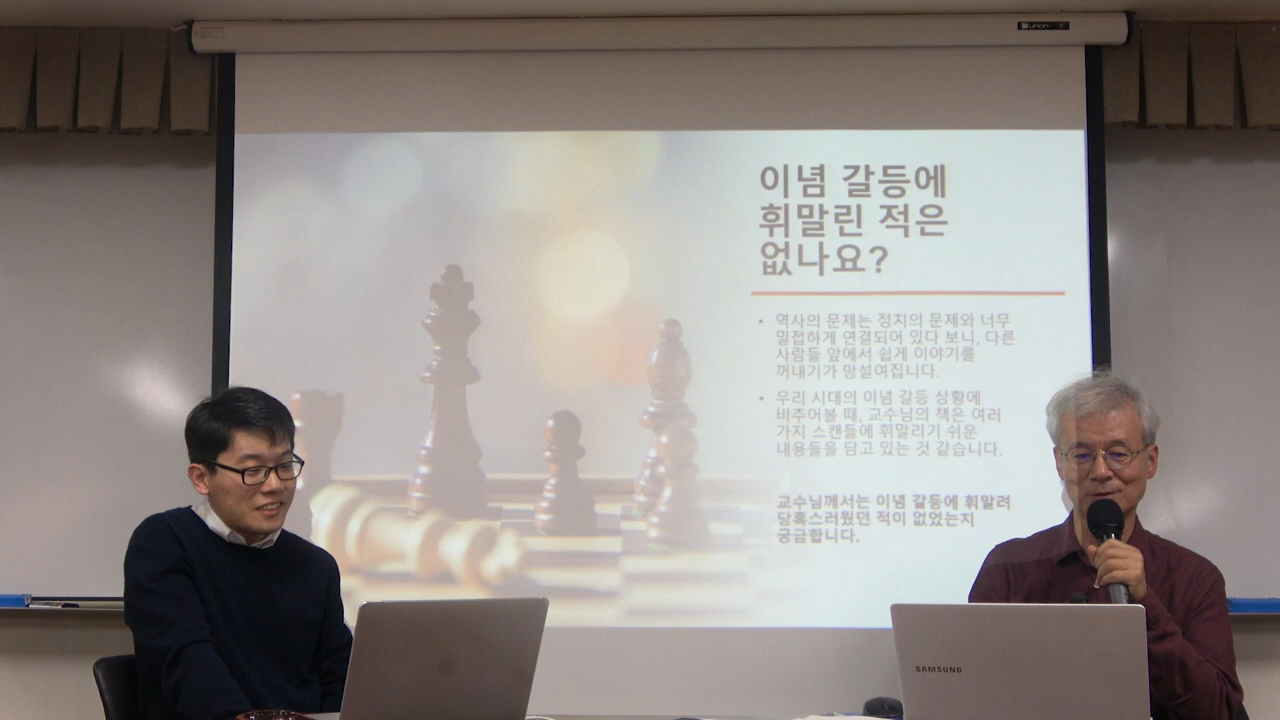 union
이념 갈등에
휘말린 적은
없나요?
• 역사의 문제는 정치의 문제와 너무
밀접하게 연결되어 있다 보니, 다른
사람들 앞에서 쉽게 이야기를
꺼내기가 망설여집니다.
• 우리 시대의 이념 갈등 상황에
비추어볼 때, 교수님의 책은 여러
가지 스캔들에 휘말리기 쉬운
내용들을 담고 있는 것 같습니다.
교수님께서는 이념 갈등에 휘말려
당혹스러웠던 적이 없었는지
궁금합니다.
SAMSUNG